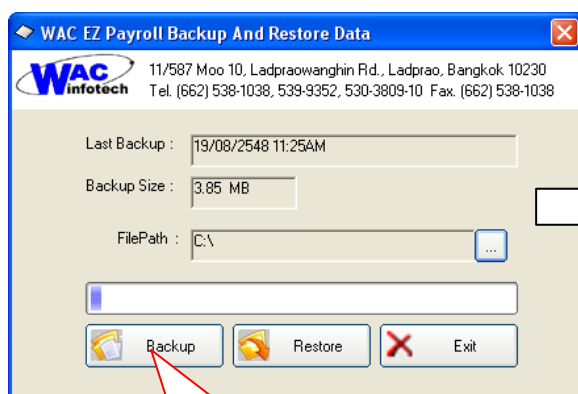 WAC EZ Payroll Backup And Restore Data
WAC infotech
11/587 Moo 10, Ladpraowanghin Rd., Ladprao, Bangkok 10230
Tel. (662) 538-1038, 539-9352, 530-3809-10 Fax. (662) 538-1038
Last Backup : 19/08/2548 11:25AM
Backup Size : 3.85 MB
FilePath : C:\ ...
Backup Restore Exit